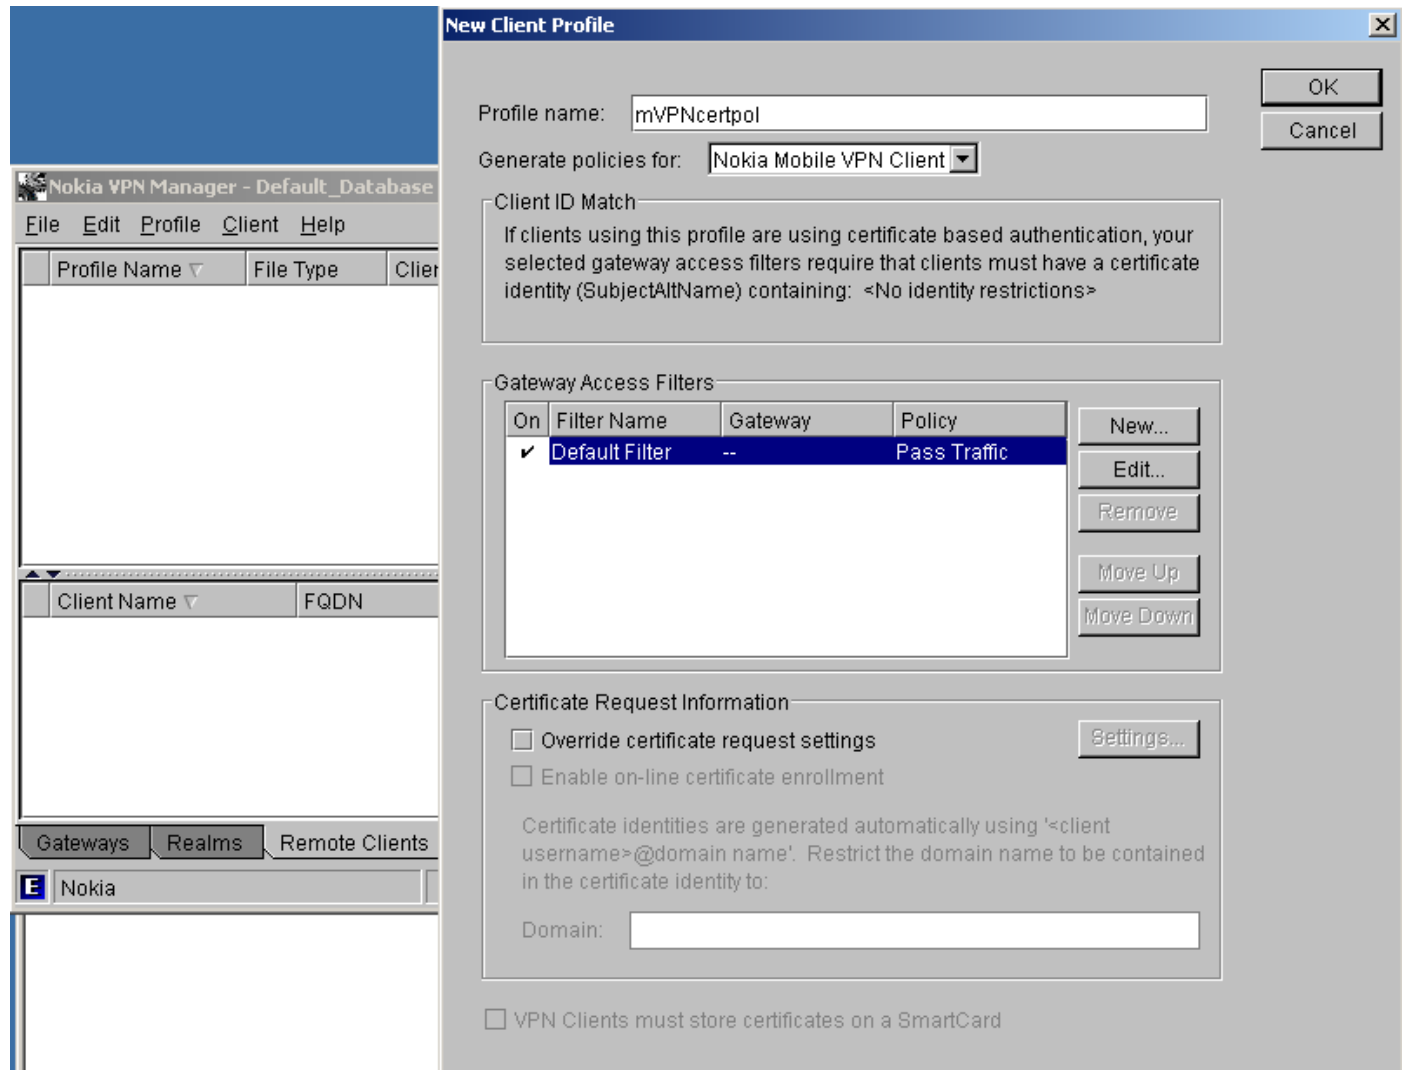 New Client Profile
Profile name: mVPNcertpol
OK
Cancel
Generate policies for: Nokia Mobile VPN Client
Client ID Match
If clients using this profile are using certificate based authentication, your
selected gateway access filters require that clients must have a certificate
identity (SubjectAltName) containing: <No identity restrictions>
Gateway Access Filters
On Filter Name Gateway Policy
✔ Default Filter -- Pass Traffic
New...
Edit...
Remove
Move Up
Move Down
Certificate Request Information
Override certificate request settings
Settings...
Enable on-line certificate enrollment
Certificate identities are generated automatically using '<client
username>@domain name'. Restrict the domain name to be contained
in the certificate identity to:
Domain:
VPN Clients must store certificates on a SmartCard
Nokia VPN Manager - Default_Database
File Edit Profile Client Help
Profile Name File Type
Client Name FQDN
Gateways Realms Remote Clients
E Nokia